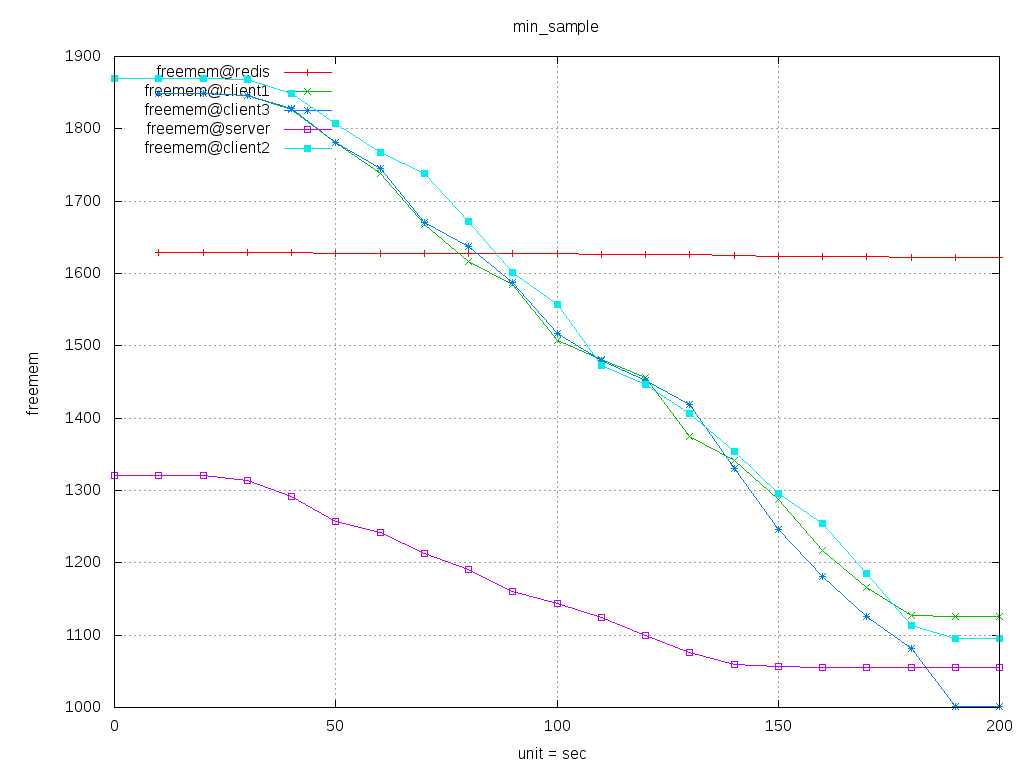 min_sample
1900
1800
1700
1600
1500
1400
1300
1200
1100
1000
freemem
freemem@redis
freemem@client1
freemem@client3
freemem@server
freemem@client2
0 50 100 150 200
unit = sec